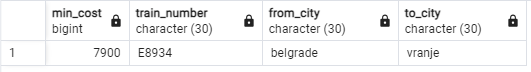 min_cost train_number from_city to_city
bigint character (30) character (30) character (30)
1 7900 E8934 belgrade vranje